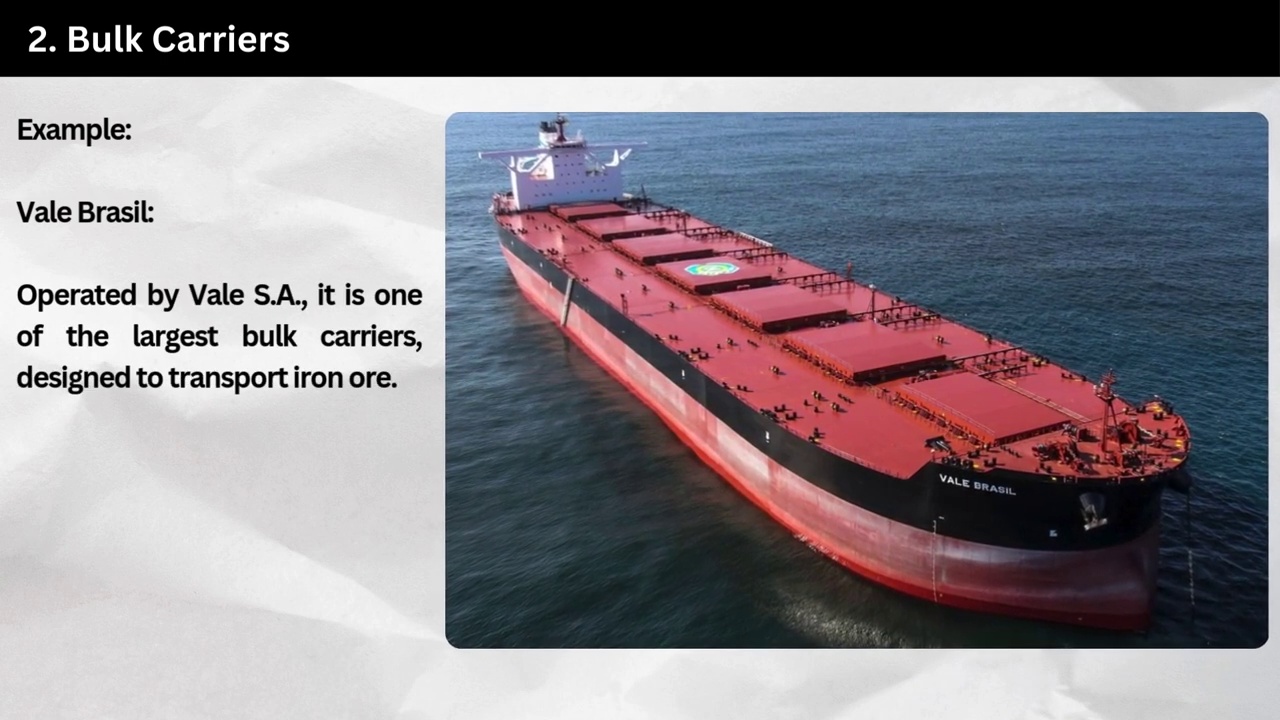 2. Bulk Carriers
Example:
Vale Brasil:
Operated by Vale S.A., it is one
of the largest bulk carriers,
designed to transport iron ore.
VALE BRASIL